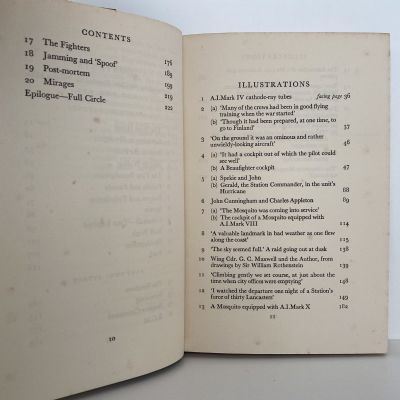 CONTENTS
17 The Fighters 176
18 Jamming and 'Spoof' 183
19 Post-mortem 189
20 Mirages 199
Epilogue—Full Circle 219
222
10
ILLUSTRATIONS
1 A.I.Mark IV cathode-ray tubes facing page 36
2 (a) 'Many of the crews had been in good flying
training when the war started'
(b) 'Though it had been prepared, at one time, to
go to Finland' 37
3 'On the ground it was an ominous and rather
unwieldy-looking aircraft' 46
4 (a) 'It had a cockpit out of which the pilot could
see well'
(b) A Beaufighter cockpit 47
5 (a) Spekie and John
(b) Gerald, the Station Commander, in the unit's
Hurricane 88
6 John Cunningham and Charles Appleton 89
7 (a) 'The Mosquito was coming into service'
(b) The cockpit of a Mosquito equipped with
A.I.Mark VIII 114
8 'A valuable landmark in bad weather as one flew
along the coast' 115
9 'The sky seemed full.' A raid going out at dusk 138
10 Wing Cdr. G. C. Maxwell and the Author, from
drawings by Sir William Rothenstein 139
11 'Climbing gently we set course, at just about the
time when city offices were emptying' 148
12 'I watched the departure one night of a Station's
force of thirty Lancasters' 149
13 A Mosquito equipped with A.I.Mark X 182
11